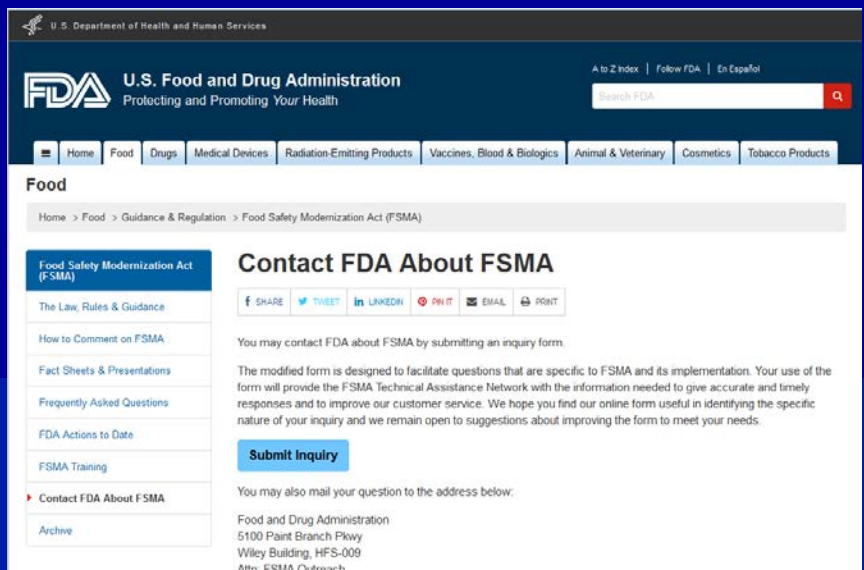 U.S. Department of Health and Human Services
FDA
U.S. Food and Drug Administration
Protecting and Promoting Your Health
A to Z Index | Follow FDA | En Español
Search FDA
Home
Food
Drugs
Medical Devices
Radiation-Emitting Products
Vaccines, Blood & Biologics
Animal & Veterinary
Cosmetics
Tobacco Products
Food
Home > Food > Guidance & Regulation > Food Safety Modernization Act (FSMA)
Food Safety Modernization Act
(FSMA)
The Law, Rules & Guidance
How to Comment on FSMA
Fact Sheets & Presentations
Frequently Asked Questions
FDA Actions to Date
FSMA Training
Contact FDA About FSMA
Archive
Contact FDA About FSMA
SHARE
TWEET
LINKEDIN
PIN IT
EMAIL
PRINT
You may contact FDA about FSMA by submitting an inquiry form.
The modified form is designed to facilitate questions that are specific to FSMA and its implementation. Your use of the
form will provide the FSMA Technical Assistance Network with the information needed to give accurate and timely
responses and to improve our customer service. We hope you find our online form useful in identifying the specific
nature of your inquiry and we remain open to suggestions about improving the form to meet your needs.
Submit Inquiry
You may also mail your question to the address below:
Food and Drug Administration
5100 Paint Branch Pkwy
Wiley Building, HFS-009
Attn: FSMA Outreach